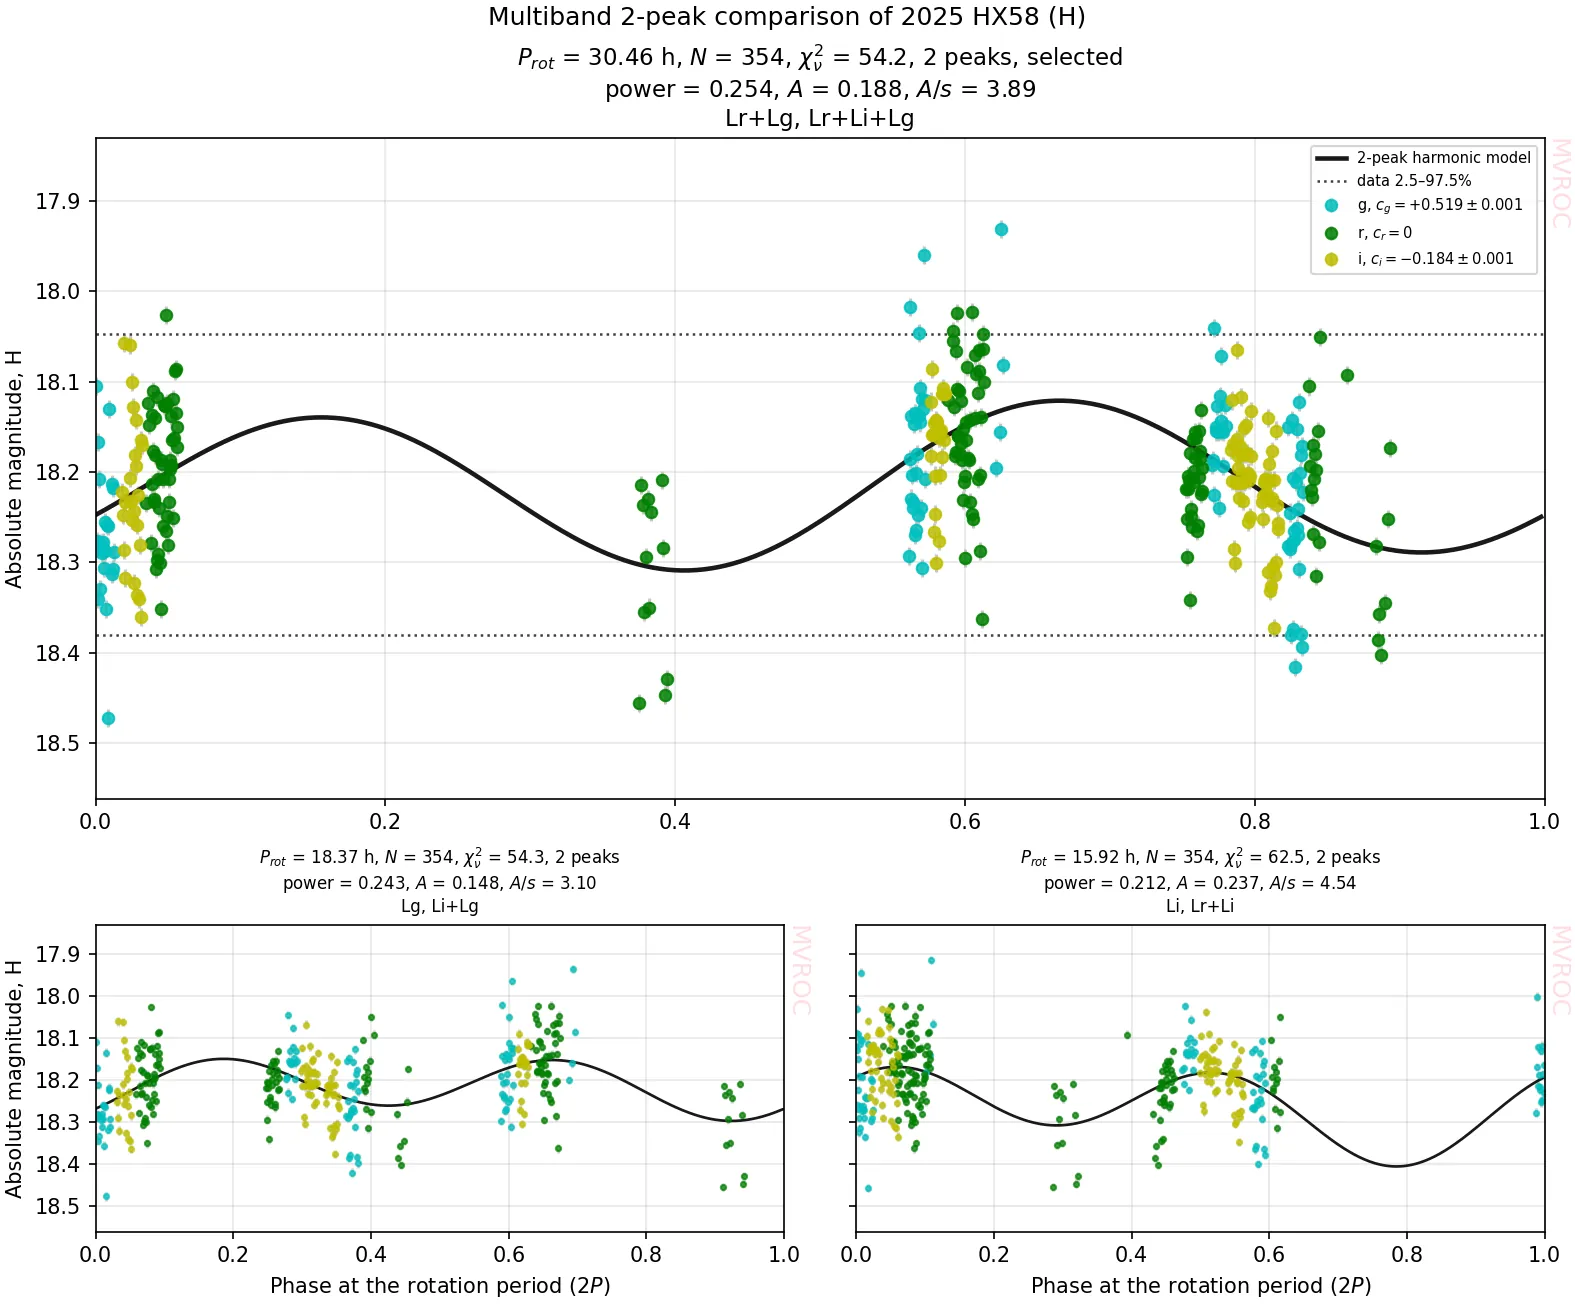 Multiband 2-peak comparison of 2025 HX58 (H)
P_rot = 30.46 h, N = 354, χ²_ν = 54.2, 2 peaks, selected
power = 0.254, A = 0.188, A/s = 3.89
Lr+Lg, Lr+Li+Lg
MVROC
2-peak harmonic model
data 2.5–97.5%
g, c_g = +0.519 ± 0.001
r, c_r = 0
i, c_i = −0.184 ± 0.001
Absolute magnitude, H
17.9
18.0
18.1
18.2
18.3
18.4
18.5
0.0 0.2 0.4 0.6 0.8 1.0
P_rot = 18.37 h, N = 354, χ²_ν = 54.3, 2 peaks
power = 0.243, A = 0.148, A/s = 3.10
Lg, Li+Lg
MVROC
Absolute magnitude, H
17.9
18.0
18.1
18.2
18.3
18.4
18.5
0.0 0.2 0.4 0.6 0.8 1.0
Phase at the rotation period (2P)
P_rot = 15.92 h, N = 354, χ²_ν = 62.5, 2 peaks
power = 0.212, A = 0.237, A/s = 4.54
Li, Lr+Li
MVROC
0.0 0.2 0.4 0.6 0.8 1.0
Phase at the rotation period (2P)